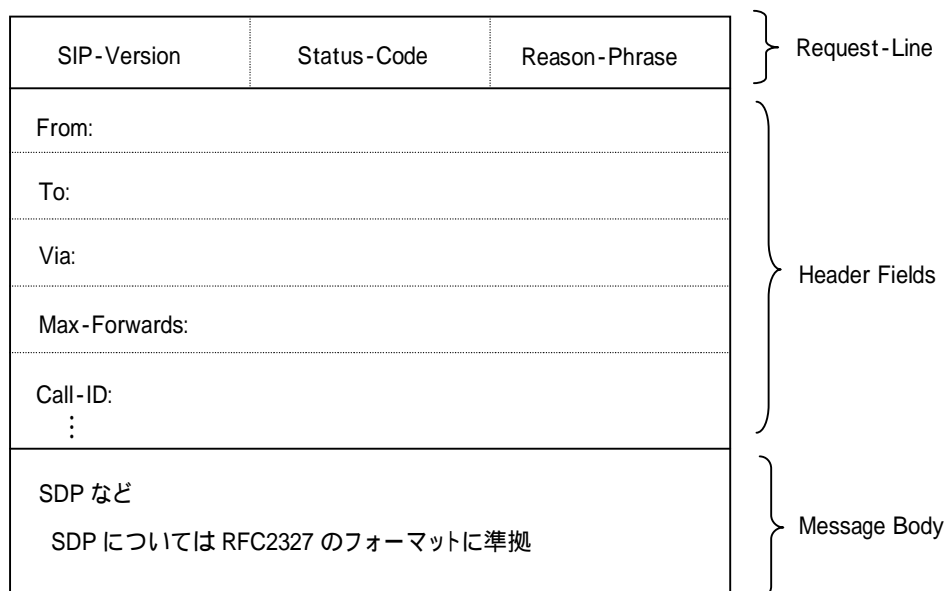 SIP-Version Status-Code Reason-Phrase Request-Line
From:
To:
Via:
Header Fields
Max-Forwards:
Call-ID:
⋮
SDP など
Message Body
SDP については RFC2327 のフォーマットに準拠